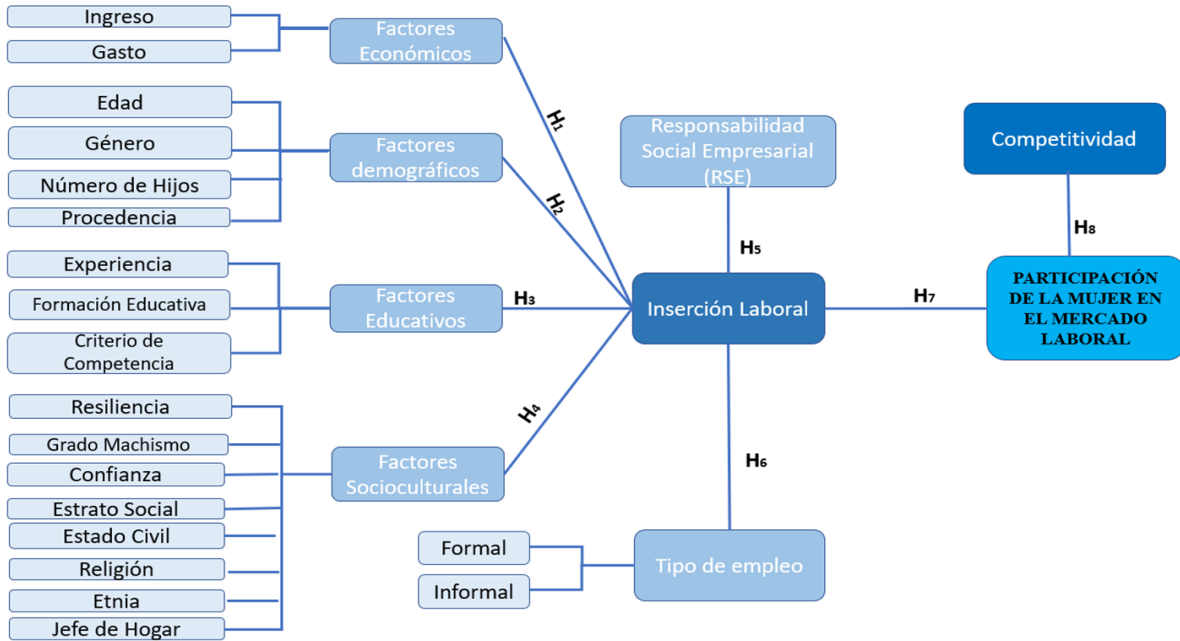 Ingreso
Gasto
Factores
Económicos
Edad
Género
Número de Hijos
Procedencia
Factores
demográficos
Experiencia
Formación Educativa
Criterio de
Competencia
Factores
Educativos
Resiliencia
Grado Machismo
Confianza
Estrato Social
Estado Civil
Religión
Etnia
Jefe de Hogar
Factores
Socioculturales
H₁
H₂
H₃
H₄
Responsabilidad
Social Empresarial
(RSE)
H₅
Inserción Laboral
H₆
Formal
Informal
Tipo de empleo
H₇
Competitividad
H₈
PARTICIPACIÓN
DE LA MUJER EN
EL MERCADO
LABORAL